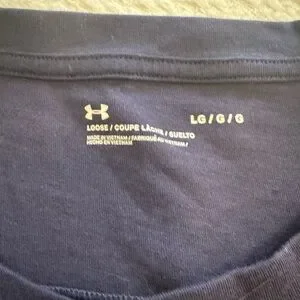 LG / G / G
LOOSE / COUPE LÂCHE / SUELTO
MADE IN VIETNAM / FABRIQUÉ AU VIETNAM /
HECHO EN VIETNAM